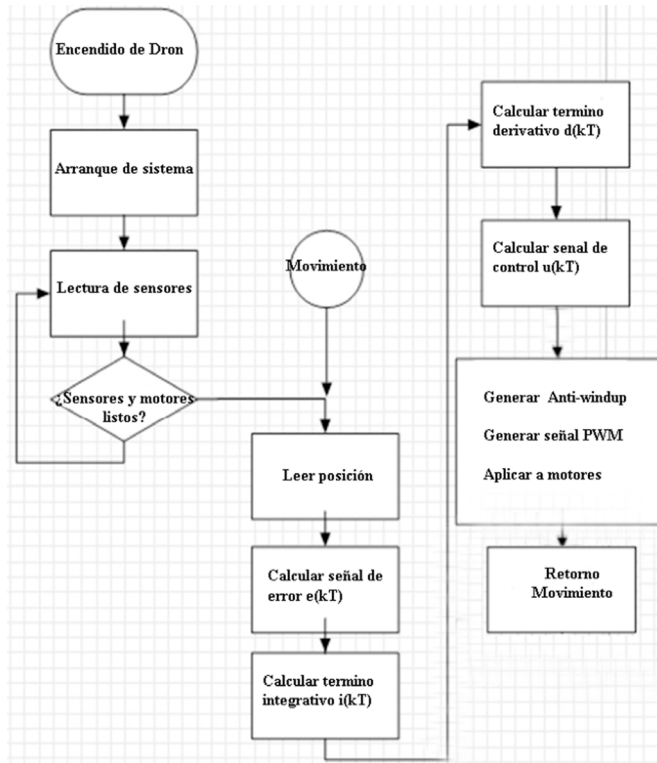 Encendido de Dron
Arranque de sistema
Lectura de sensores
¿Sensores y motores
listos?
Movimiento
Leer posición
Calcular señal de
error e(kT)
Calcular termino
integrativo i(kT)
Calcular termino
derivativo d(kT)
Calcular senal de
control u(kT)
Generar Anti-windup
Generar señal PWM
Aplicar a motores
Retorno
Movimiento